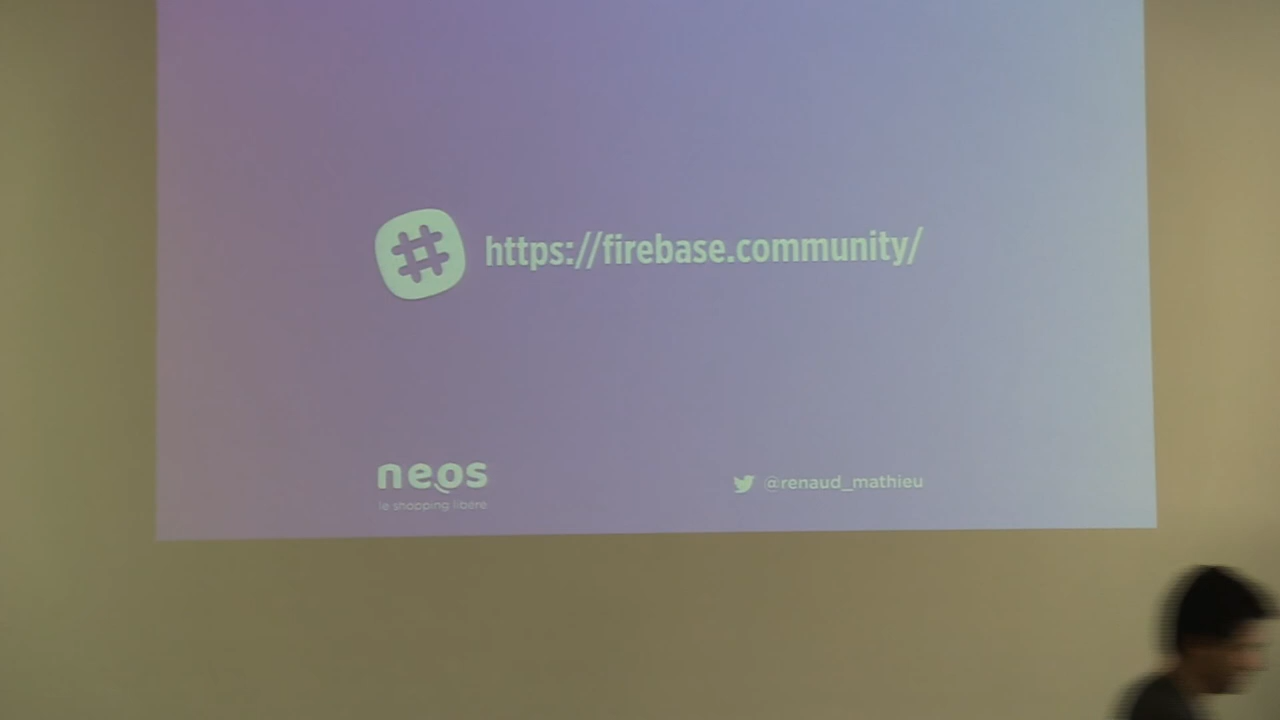 https://firebase.community/
neos
le shopping libéré
@renaud_mathieu